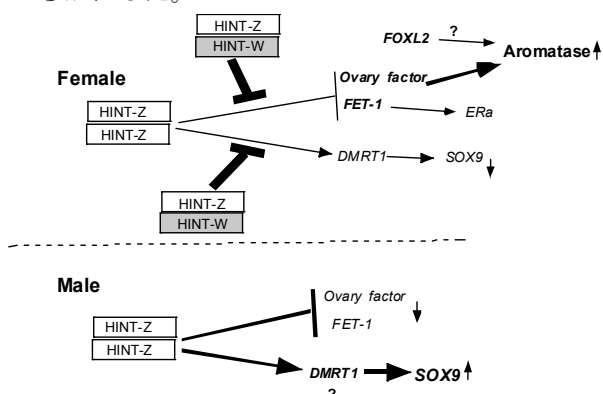 HINT-Z
HINT-W
FOXL2
?
Aromatase
Female
Ovary factor
FET-1
ERa
HINT-Z
HINT-Z
DMRT1
SOX9
HINT-Z
HINT-W
Male
Ovary factor
FET-1
HINT-Z
HINT-Z
DMRT1
SOX9
?